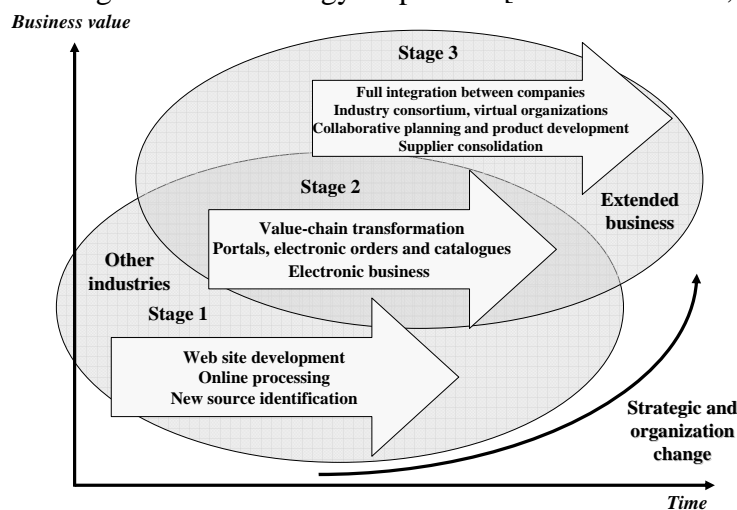 Business value
Stage 3
Full integration between companies
Industry consortium, virtual organizations
Collaborative planning and product development
Supplier consolidation
Stage 2
Extended
business
Value-chain transformation
Portals, electronic orders and catalogues
Electronic business
Other
industries
Stage 1
Web site development
Online processing
New source identification
Strategic and
organization
change
Time